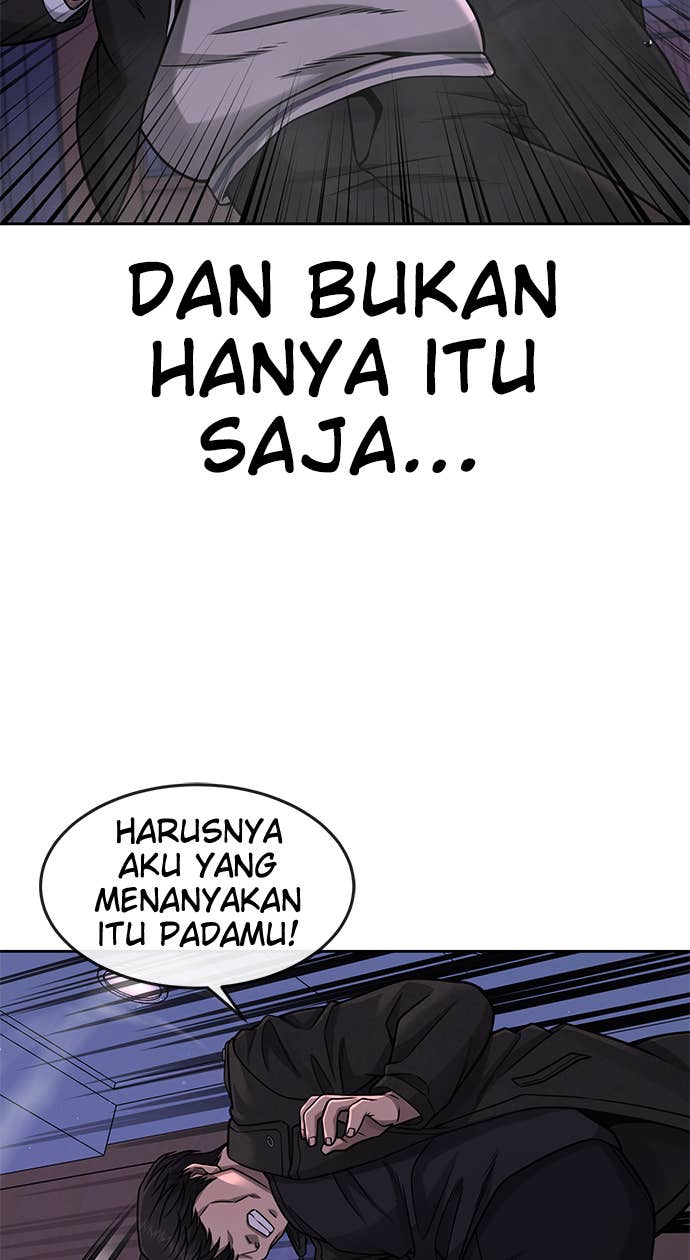 DAN BUKAN
HANYA ITU
SAJA...
HARUSNYA
AKU YANG
MENANYAKAN
ITU PADAMU!